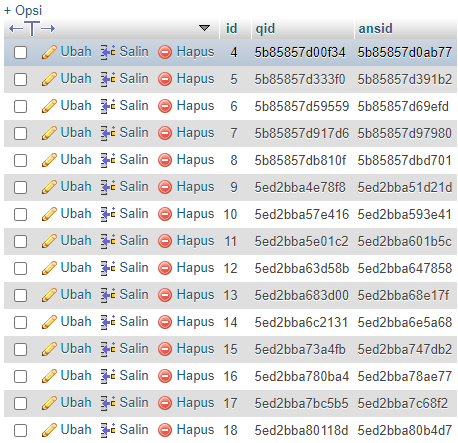 + Opsi
←T→ id qid ansid
Ubah Salin Hapus 4 5b85857d00f34 5b85857d0ab77
Ubah Salin Hapus 5 5b85857d333f0 5b85857d391b2
Ubah Salin Hapus 6 5b85857d59559 5b85857d69efd
Ubah Salin Hapus 7 5b85857d917d6 5b85857d97980
Ubah Salin Hapus 8 5b85857db810f 5b85857dbd701
Ubah Salin Hapus 9 5ed2bba4e78f8 5ed2bba51d21d
Ubah Salin Hapus 10 5ed2bba57e416 5ed2bba593e41
Ubah Salin Hapus 11 5ed2bba5e01c2 5ed2bba601b5c
Ubah Salin Hapus 12 5ed2bba63d58b 5ed2bba647858
Ubah Salin Hapus 13 5ed2bba683d00 5ed2bba68e17f
Ubah Salin Hapus 14 5ed2bba6c2131 5ed2bba6e5a68
Ubah Salin Hapus 15 5ed2bba73a4fb 5ed2bba747db2
Ubah Salin Hapus 16 5ed2bba780ba4 5ed2bba78ae77
Ubah Salin Hapus 17 5ed2bba7bc5b5 5ed2bba7c68f2
Ubah Salin Hapus 18 5ed2bba80118d 5ed2bba80b4d7